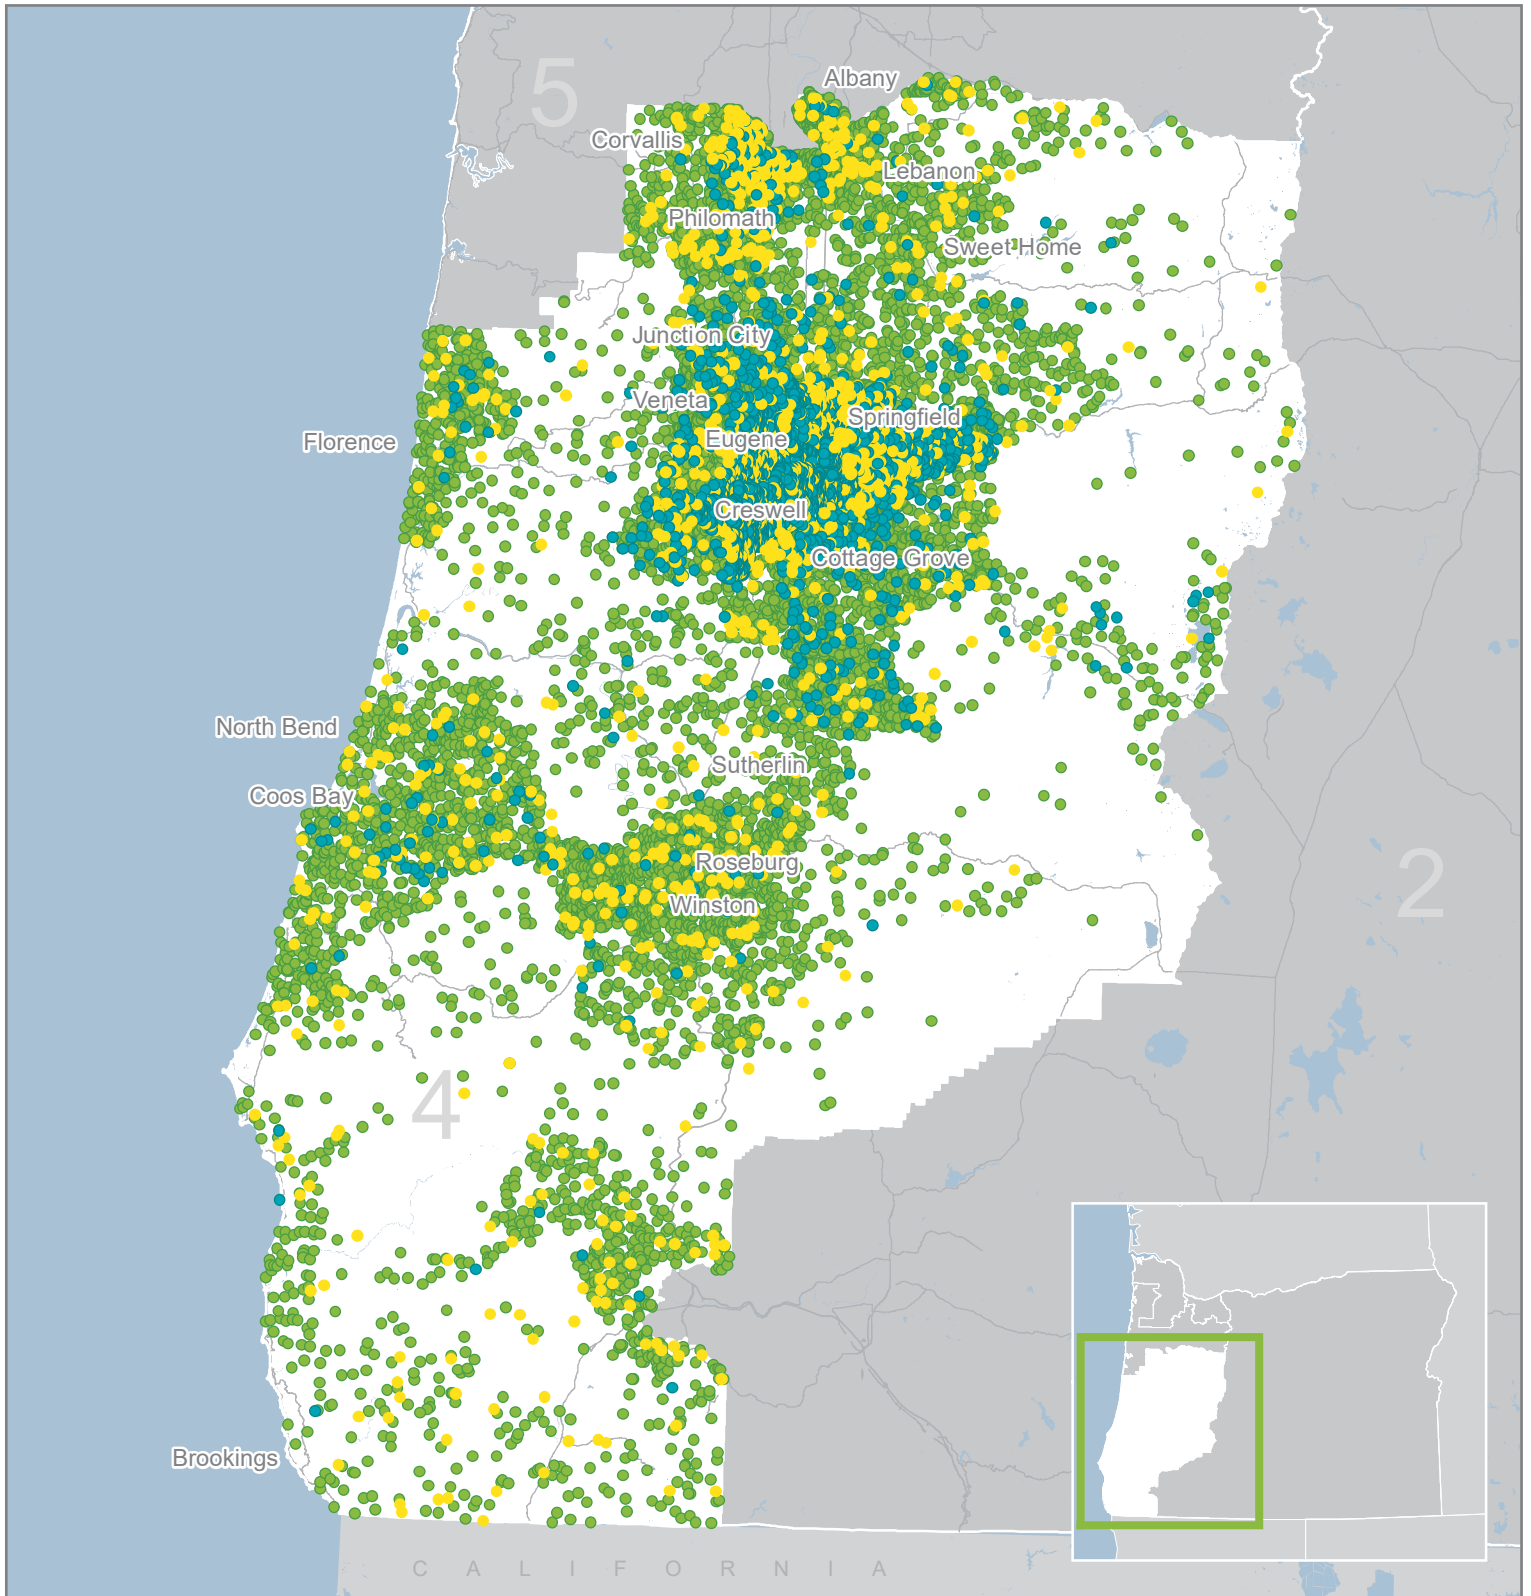 5
Albany
Corvallis
Lebanon
Philomath
Sweet Home
Junction City
Veneta
Springfield
Florence
Eugene
Creswell
Cottage Grove
North Bend
Sutherlin
Coos Bay
Roseburg
2
Winston
4
Brookings
CALIFORNIA